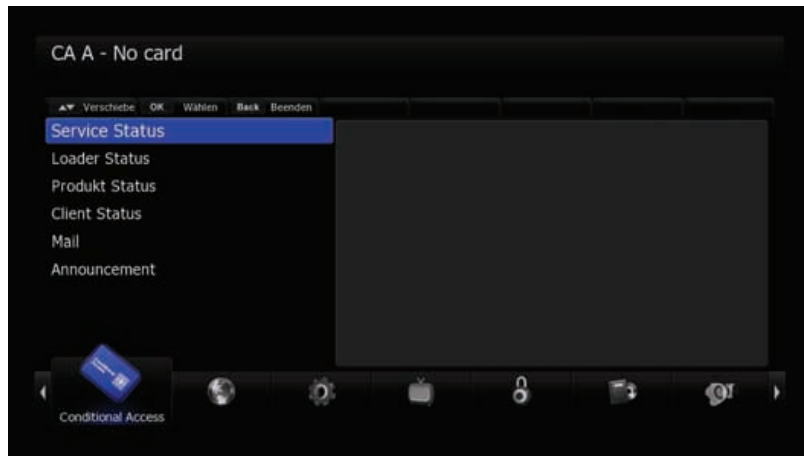 CA A - No card
▲▼ Verschiebe OK Wählen Back Beenden
Service Status
Loader Status
Produkt Status
Client Status
Mail
Announcement
Conditional Access